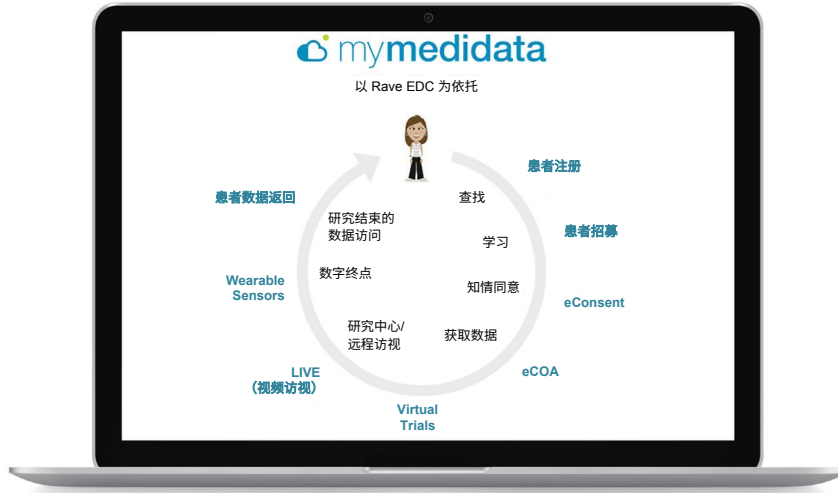 mymedidata
以 Rave EDC 为依托
患者注册
查找
患者数据返回
研究结束的
数据访问
患者招募
学习
数字终点
Wearable
Sensors
知情同意
eConsent
研究中心/
远程访视
获取数据
LIVE
（视频访视）
eCOA
Virtual
Trials